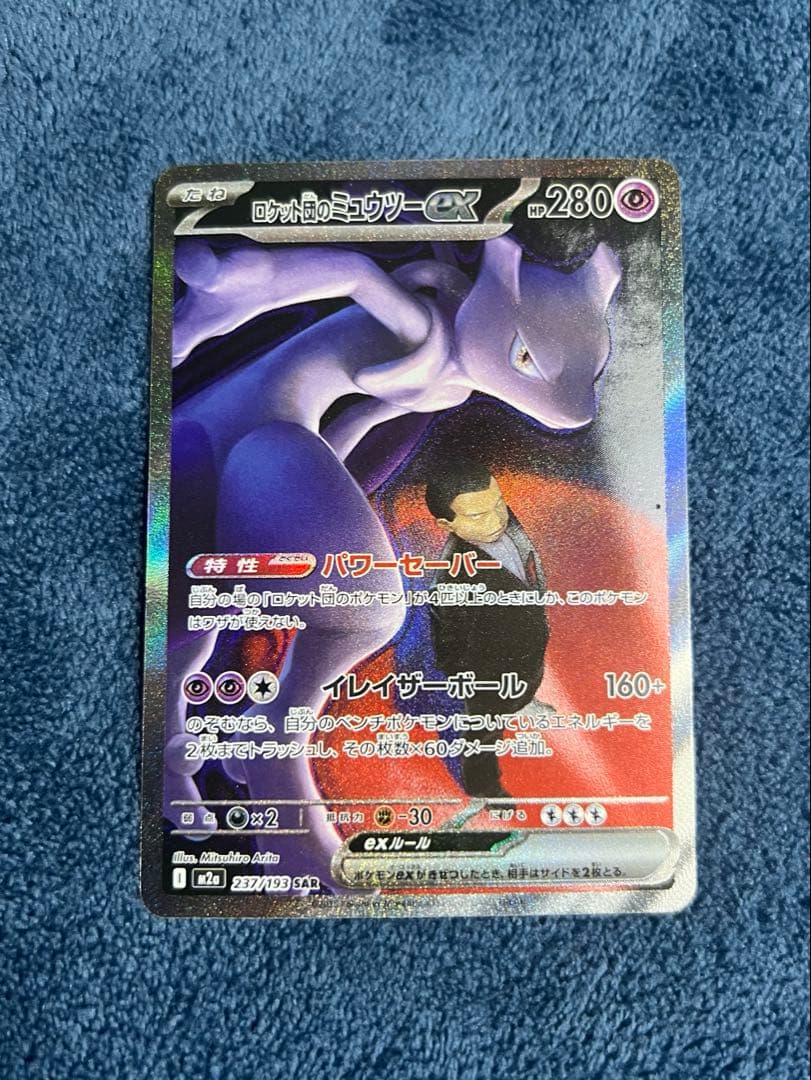 たね
ロケット団のミュウツーex
HP280
特性 パワーセーバー
自分の場の「ロケット団のポケモン」が4匹以上のときにしか、このポケモン
はワザが使えない。
イレイザーボール 160+
のぞむなら、自分のベンチポケモンについているエネルギーを
2枚までトラッシュし、その枚数×60ダメージ追加。
弱点 ×2 抵抗力 -30 にげる
exルール
Illus. Mitsuhiro Arita
ポケモンexがきぜつしたとき、相手はサイドを2枚とる。
I m2a 237/193 SAR